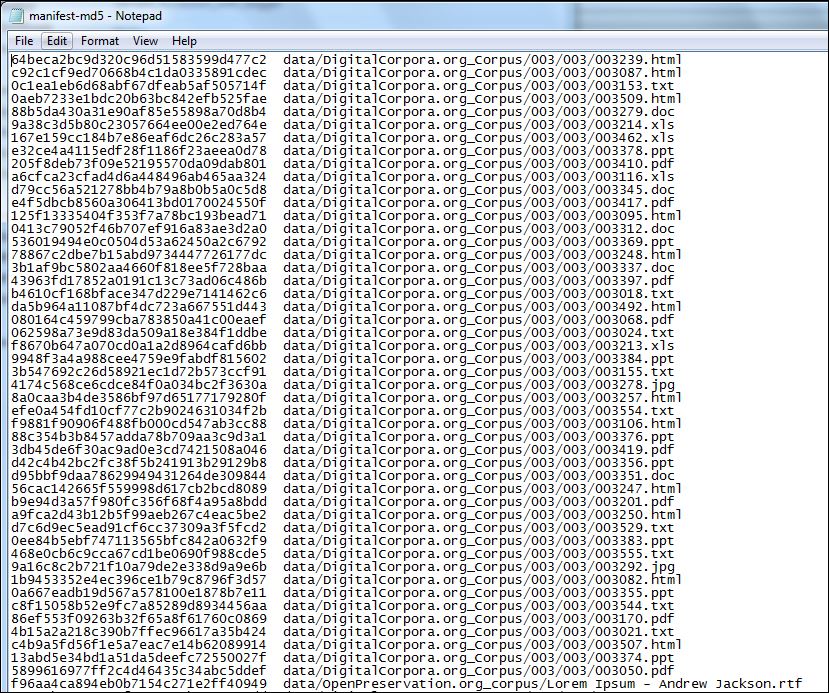 manifest-md5 - Notepad
File Edit Format View Help
64beca2bc9d320c96d51583599d477c2 data/DigitalCorpora.org_Corpus/003/003/003239.html
c92c1cf9ed70668b4c1da0335891cdec data/DigitalCorpora.org_Corpus/003/003/003087.html
0c1ea1eb6d68abf67dfeab5af505714f data/DigitalCorpora.org_Corpus/003/003/003153.txt
0aeb7233e1bdc20b63bc842efb525fae data/DigitalCorpora.org_Corpus/003/003/003509.html
88b5da430a31e90af85e55898a70d8b4 data/DigitalCorpora.org_Corpus/003/003/003279.doc
9a38c3d5b80c23057664ee00e2ed764e data/DigitalCorpora.org_Corpus/003/003/003214.xls
167e159cc184b7e86eaf6dc26c283a57 data/DigitalCorpora.org_Corpus/003/003/003462.xls
e32ce4a4115edf28f1186f23aeea0d78 data/DigitalCorpora.org_Corpus/003/003/003378.ppt
205f8deb73f09e52195570da09dab801 data/DigitalCorpora.org_Corpus/003/003/003410.pdf
a6cfca23cfad4d6a448496ab465aa324 data/DigitalCorpora.org_Corpus/003/003/003116.xls
d79cc56a521278bb4b79a8b0b5a0c5d8 data/DigitalCorpora.org_Corpus/003/003/003345.doc
e4f5dbcb8560a306413bd0170024550f data/DigitalCorpora.org_Corpus/003/003/003417.pdf
125f13335404f353f7a78bc193bead71 data/DigitalCorpora.org_Corpus/003/003/003095.html
0413c79052f46b707ef916a83ae3d2a0 data/DigitalCorpora.org_Corpus/003/003/003312.doc
536019494e0c0504d53a62450a2c6792 data/DigitalCorpora.org_Corpus/003/003/003369.ppt
78867c2dbe7b15abd9734447726177dc data/DigitalCorpora.org_Corpus/003/003/003248.html
3b1af9bc5802aa4660f818ee5f728baa data/DigitalCorpora.org_Corpus/003/003/003337.doc
43963fd17852a0191c13c73ad06c486b data/DigitalCorpora.org_Corpus/003/003/003397.pdf
b4610cf168bface347d229e7141462c6 data/DigitalCorpora.org_Corpus/003/003/003018.txt
da5b964a11087bf4dc723a667551d443 data/DigitalCorpora.org_Corpus/003/003/003492.html
080164c459799cba783850a41c00eaef data/DigitalCorpora.org_Corpus/003/003/003068.pdf
062598a73e9d83da509a18e384f1ddbe data/DigitalCorpora.org_Corpus/003/003/003024.txt
f8670b647a070cd0a1a2d8964cafd6bb data/DigitalCorpora.org_Corpus/003/003/003213.xls
9948f3a4a988cee4759e9fabdf815602 data/DigitalCorpora.org_Corpus/003/003/003384.ppt
3b547692c26d58921ec1d72b573ccf91 data/DigitalCorpora.org_Corpus/003/003/003155.txt
4174c568ce6cdce84f0a034bc2f3630a data/DigitalCorpora.org_Corpus/003/003/003278.jpg
8a0caa3b4de3586bf97d65177179280f data/DigitalCorpora.org_Corpus/003/003/003257.html
efe0a454fd10cf77c2b9024631034f2b data/DigitalCorpora.org_Corpus/003/003/003554.txt
f9881f90906f488fb000cd547ab3cc88 data/DigitalCorpora.org_Corpus/003/003/003106.html
88c354b3b8457adda78b709aa3c9d3a1 data/DigitalCorpora.org_Corpus/003/003/003376.ppt
3db45de6f30ac9ad0e3cd7421508a046 data/DigitalCorpora.org_Corpus/003/003/003419.pdf
d42c4b42bc2fc38f5b241913b29129b8 data/DigitalCorpora.org_Corpus/003/003/003356.ppt
d95bbf9daa78629949431264de309844 data/DigitalCorpora.org_Corpus/003/003/003351.doc
56cac142665f559998d617cb2bcd8089 data/DigitalCorpora.org_Corpus/003/003/003247.html
b9e94d3a57f980fc356f68f4a95a8bdd data/DigitalCorpora.org_Corpus/003/003/003201.pdf
a9fca2d43b12b5f99aeb267c4eac5be2 data/DigitalCorpora.org_Corpus/003/003/003250.html
d7c6d9ec5ead91cf6cc37309a3f5fcd2 data/DigitalCorpora.org_Corpus/003/003/003529.txt
0ee84b5ebf747113565bfc842a0632f9 data/DigitalCorpora.org_Corpus/003/003/003383.ppt
468e0cb6c9cca67cd1be0690f988cde5 data/DigitalCorpora.org_Corpus/003/003/003555.txt
9a16c8c2b721f10a79de2e338d9a9e6b data/DigitalCorpora.org_Corpus/003/003/003292.jpg
1b9453352e4ec396ce1b79c8796f3d57 data/DigitalCorpora.org_Corpus/003/003/003082.html
0a667eadb19d567a578100e1878b7e11 data/DigitalCorpora.org_Corpus/003/003/003355.ppt
c8f15058b52e9fc7a85289d8934456aa data/DigitalCorpora.org_Corpus/003/003/003544.txt
86ef553f09263b32f65a8f61760c0869 data/DigitalCorpora.org_Corpus/003/003/003170.pdf
4b15a2a218c390b7ffec96617a35b424 data/DigitalCorpora.org_Corpus/003/003/003021.txt
c4b9a5fd56f1e5a7eac7e14b62089914 data/DigitalCorpora.org_Corpus/003/003/003507.html
13abd5e34bd1a51da5deefc72550027f data/DigitalCorpora.org_Corpus/003/003/003374.ppt
5899616977ff2c4d46435c34abc5ddef data/DigitalCorpora.org_Corpus/003/003/003050.pdf
f96aa4ca894eb0b7154c271e2ff40949 data/OpenPreservation.org_corpus/Lorem Ipsum - Andrew Jackson.rtf